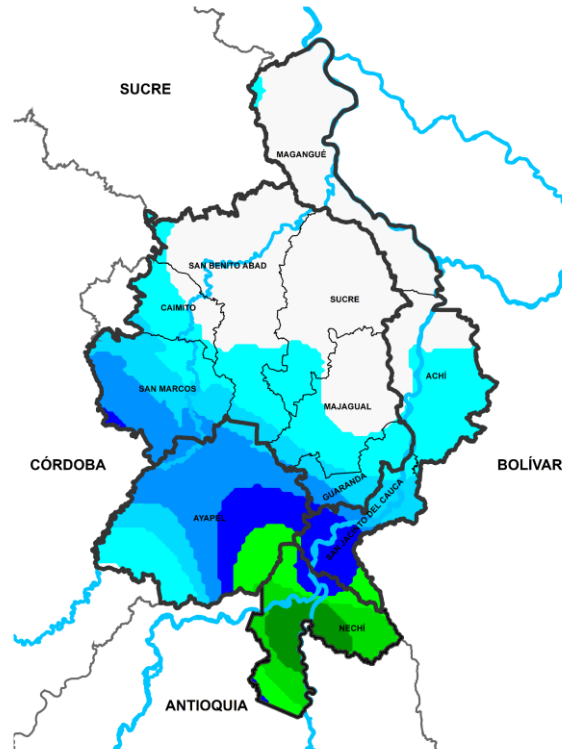 SUCRE
MAGANGUÉ
SAN BENITO ABAD
SUCRE
CAIMITO
ACHÍ
SAN MARCOS
MAJAGUAL
CÓRDOBA
BOLÍVAR
GUARANDA
AYAPEL
SAN JACINTO DEL CAUCA
NECHÍ
ANTIOQUIA